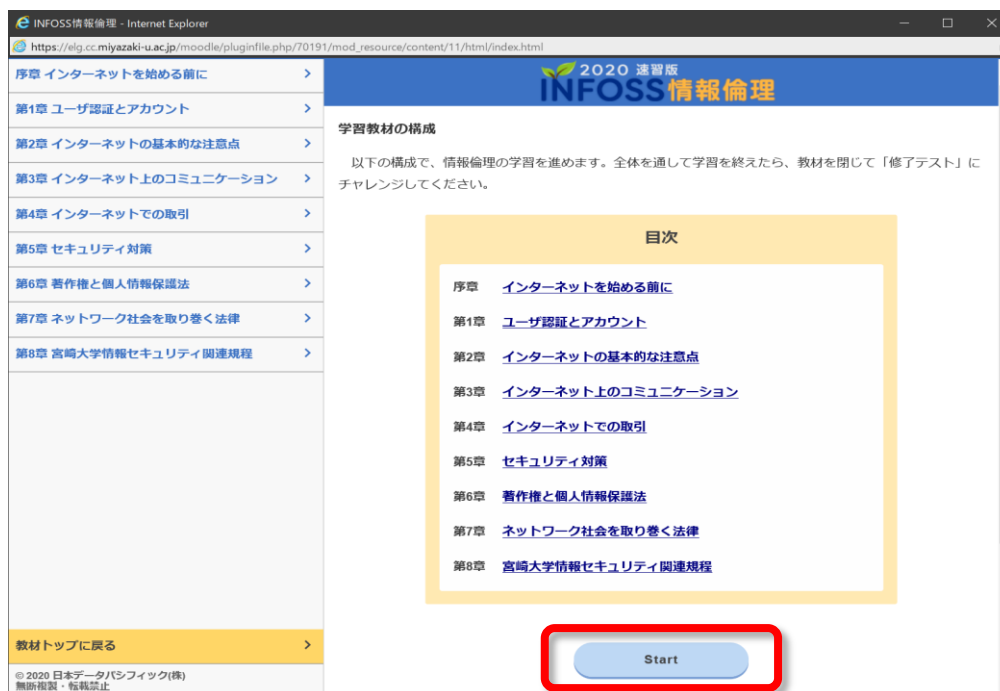 INFOSS情報倫理 - Internet Explorer
https://elg.cc.miyazaki-u.ac.jp/moodle/pluginfile.php/70191/mod_resource/content/11/html/index.html
序章 インターネットを始める前に
第1章 ユーザ認証とアカウント
第2章 インターネットの基本的な注意点
第3章 インターネット上のコミュニケーション
第4章 インターネットでの取引
第5章 セキュリティ対策
第6章 著作権と個人情報保護法
第7章 ネットワーク社会を取り巻く法律
第8章 宮崎大学情報セキュリティ関連規程
教材トップに戻る
© 2020 日本データパシフィック(株)
無断複製・転載禁止
2020 速習版
INFOSS情報倫理
学習教材の構成
以下の構成で、情報倫理の学習を進めます。全体を通して学習を終えたら、教材を閉じて「修了テスト」に
チャレンジしてください。
目次
序章 インターネットを始める前に
第1章 ユーザ認証とアカウント
第2章 インターネットの基本的な注意点
第3章 インターネット上のコミュニケーション
第4章 インターネットでの取引
第5章 セキュリティ対策
第6章 著作権と個人情報保護法
第7章 ネットワーク社会を取り巻く法律
第8章 宮崎大学情報セキュリティ関連規程
Start